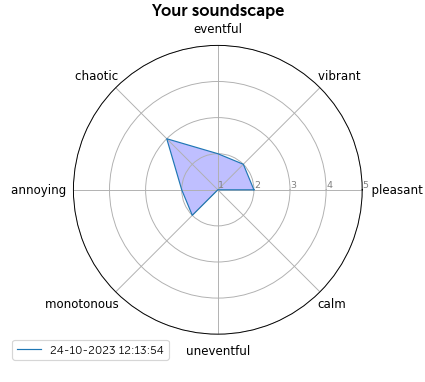 Your soundscape
eventful
chaotic
vibrant
annoying
1 2 3 4 5
pleasant
monotonous
calm
uneventful
24-10-2023 12:13:54